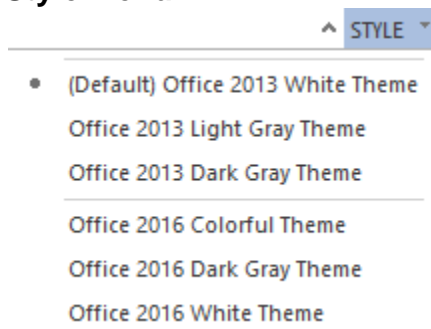 STYLE
(Default) Office 2013 White Theme
Office 2013 Light Gray Theme
Office 2013 Dark Gray Theme
Office 2016 Colorful Theme
Office 2016 Dark Gray Theme
Office 2016 White Theme